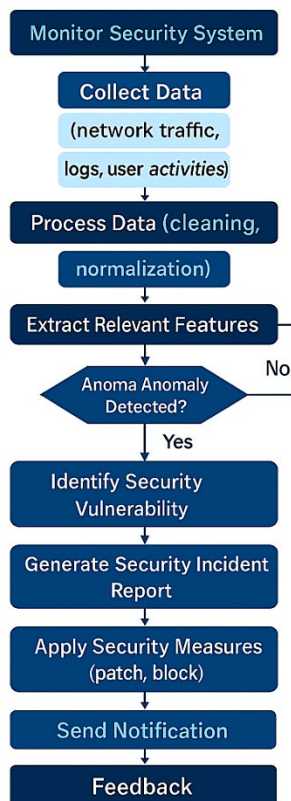 Monitor Security System
Collect Data
(network traffic,
logs, user activities)
Process Data (cleaning,
normalization)
Extract Relevant Features
No
Anoma Anomaly
Detected?
Yes
Identify Security
Vulnerability
Generate Security Incident
Report
Apply Security Measures
(patch, block)
Send Notification
Feedback